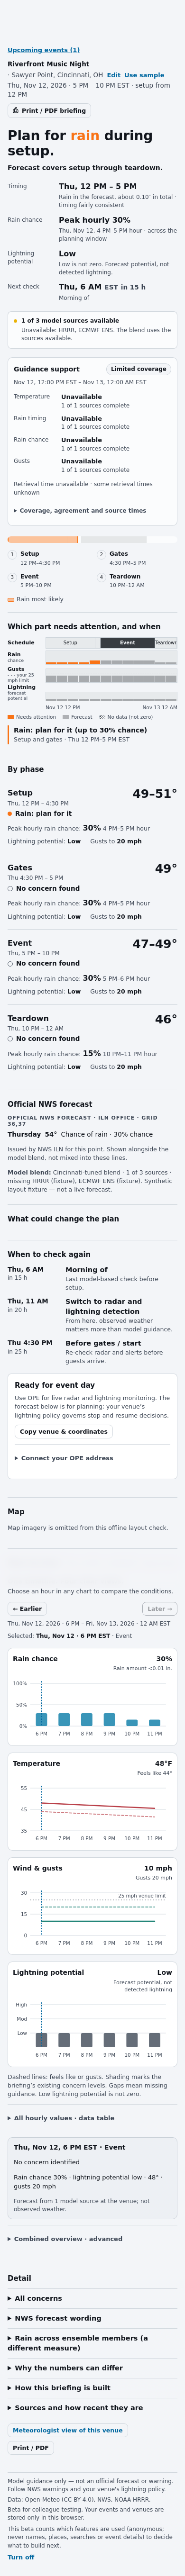 Upcoming events (1)
Riverfront Music Night
· Sawyer Point, Cincinnati, OH Edit Use sample
Thu, Nov 12, 2026 · 5 PM – 10 PM EST · setup from
12 PM
Print / PDF briefing
Plan for rain during
setup.
Forecast covers setup through teardown.
Timing
Thu, 12 PM – 5 PM
Rain in the forecast, about 0.10″ in total ·
timing fairly consistent
Rain chance
Peak hourly 30%
Thu, Nov 12, 4 PM–5 PM hour · across the
planning window
Lightning
potential
Low
Low is not zero. Forecast potential, not
detected lightning.
Next check
Thu, 6 AM EST in 15 h
Morning of
1 of 3 model sources available
Unavailable: HRRR, ECMWF ENS. The blend uses the
sources available.
Guidance support
Limited coverage
Nov 12, 12:00 PM EST – Nov 13, 12:00 AM EST
Temperature
Unavailable
1 of 1 sources complete
Rain timing
Unavailable
1 of 1 sources complete
Rain chance
Unavailable
1 of 1 sources complete
Gusts
Unavailable
1 of 1 sources complete
Retrieval time unavailable · some retrieval times
unknown
▸ Coverage, agreement and source times
1 Setup
12 PM–4:30 PM
2 Gates
4:30 PM–5 PM
3 Event
5 PM–10 PM
4 Teardown
10 PM–12 AM
Rain most likely
Which part needs attention, and when
Schedule
Setup
Event
Teardown
Rain
chance
Gusts
- - - your 25
mph limit
Lightning
forecast
potential
Nov 12 12 PM
Nov 13 12 AM
Needs attention
Forecast
No data (not zero)
Rain: plan for it (up to 30% chance)
Setup and gates · Thu 12 PM–5 PM EST
By phase
Setup
49–51°
Thu, 12 PM – 4:30 PM
Rain: plan for it
Peak hourly rain chance: 30% 4 PM–5 PM hour
Lightning potential: Low Gusts to 20 mph
Gates
49°
Thu 4:30 PM – 5 PM
No concern found
Peak hourly rain chance: 30% 4 PM–5 PM hour
Lightning potential: Low Gusts to 20 mph
Event
47–49°
Thu, 5 PM – 10 PM
No concern found
Peak hourly rain chance: 30% 5 PM–6 PM hour
Lightning potential: Low Gusts to 20 mph
Teardown
46°
Thu, 10 PM – 12 AM
No concern found
Peak hourly rain chance: 15% 10 PM–11 PM hour
Lightning potential: Low Gusts to 20 mph
Official NWS forecast
OFFICIAL NWS FORECAST · ILN OFFICE · GRID
36,37
Thursday 54° Chance of rain · 30% chance
Issued by NWS ILN for this point. Shown alongside the
model blend, not mixed into these lines.
Model blend: Cincinnati-tuned blend · 1 of 3 sources ·
missing HRRR (fixture), ECMWF ENS (fixture). Synthetic
layout fixture — not a live forecast.
What could change the plan
When to check again
Thu, 6 AM
in 15 h
Morning of
Last model-based check before
setup.
Thu, 11 AM
in 20 h
Switch to radar and
lightning detection
From here, observed weather
matters more than model guidance.
Thu 4:30 PM
in 25 h
Before gates / start
Re-check radar and alerts before
guests arrive.
Ready for event day
Use OPE for live radar and lightning monitoring. The
forecast below is for planning; your venue’s
lightning policy governs stop and resume decisions.
Copy venue & coordinates
▸ Connect your OPE address
Map
Map imagery is omitted from this offline layout check.
Choose an hour in any chart to compare the conditions.
← Earlier
Later →
Thu, Nov 12, 2026 · 6 PM – Fri, Nov 13, 2026 · 12 AM EST
Selected: Thu, Nov 12 · 6 PM EST · Event
Rain chance
30%
Rain amount <0.01 in.
100%
50%
0%
6 PM 7 PM 8 PM 9 PM 10 PM 11 PM
Temperature
48°F
Feels like 44°
55
45
35
6 PM 7 PM 8 PM 9 PM 10 PM 11 PM
Wind & gusts
10 mph
Gusts 20 mph
30
25 mph venue limit
15
0
6 PM 7 PM 8 PM 9 PM 10 PM 11 PM
Lightning potential
Low
Forecast potential, not
detected lightning
High
Mod
Low
6 PM 7 PM 8 PM 9 PM 10 PM 11 PM
Dashed lines: feels like or gusts. Shading marks the
briefing’s existing concern levels. Gaps mean missing
guidance. Low lightning potential is not zero.
▸ All hourly values · data table
Thu, Nov 12, 6 PM EST · Event
No concern identified
Rain chance 30% · lightning potential low · 48° ·
gusts 20 mph
Forecast from 1 model source at the venue; not
observed weather.
▸ Combined overview · advanced
Detail
▸ All concerns
▸ NWS forecast wording
▸ Rain across ensemble members (a
different measure)
▸ Why the numbers can differ
▸ How this briefing is built
▸ Sources and how recent they are
Meteorologist view of this venue
Print / PDF
Model guidance only — not an official forecast or warning.
Follow NWS warnings and your venue’s lightning policy.
Data: Open-Meteo (CC BY 4.0), NWS, NOAA HRRR.
Beta for colleague testing. Your events and venues are
stored only in this browser.
This beta counts which features are used (anonymous;
never names, places, searches or event details) to decide
what to build next.
Turn off